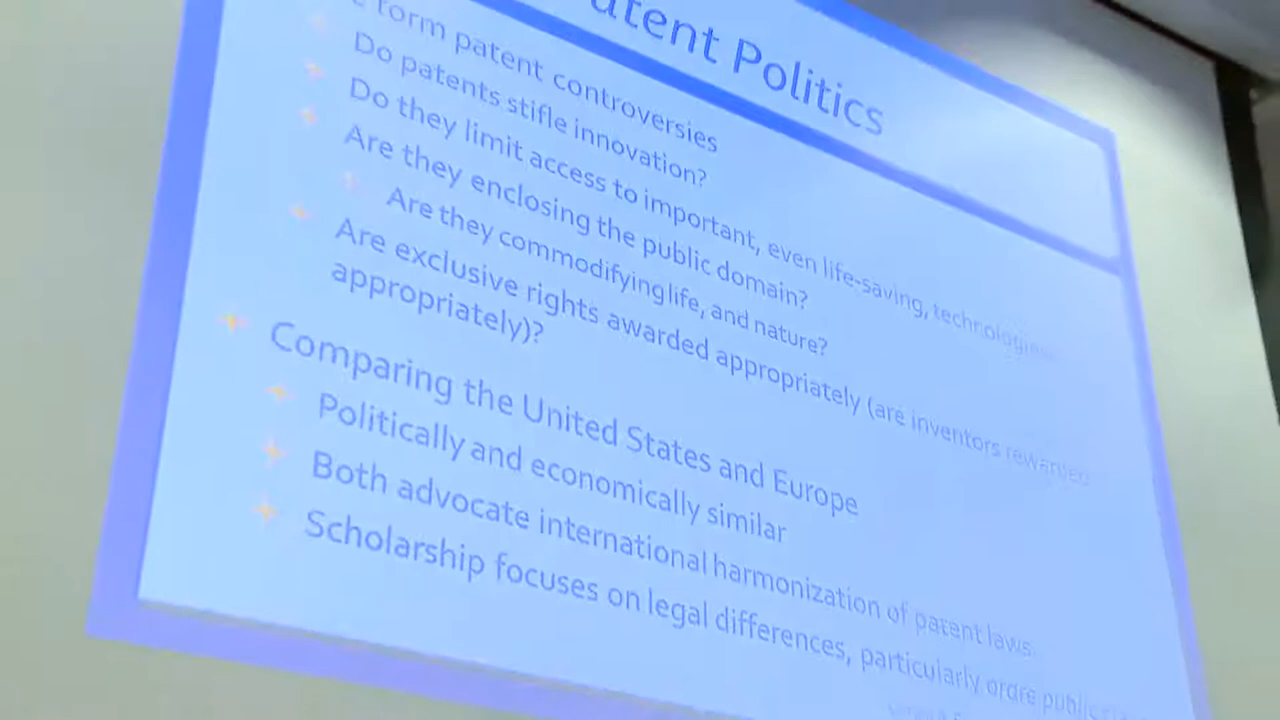 Politics
form patent controversies
Do patents stifle innovation?
Do they limit access to important, even life-saving, technologies
Are they enclosing the public domain?
Are they commodifying life, and nature?
Are exclusive rights awarded appropriately (are inventors rewarded
appropriately)?
Comparing the United States and Europe
Politically and economically similar
Both advocate international harmonization of patent laws
Scholarship focuses on legal differences, particularly ordre public